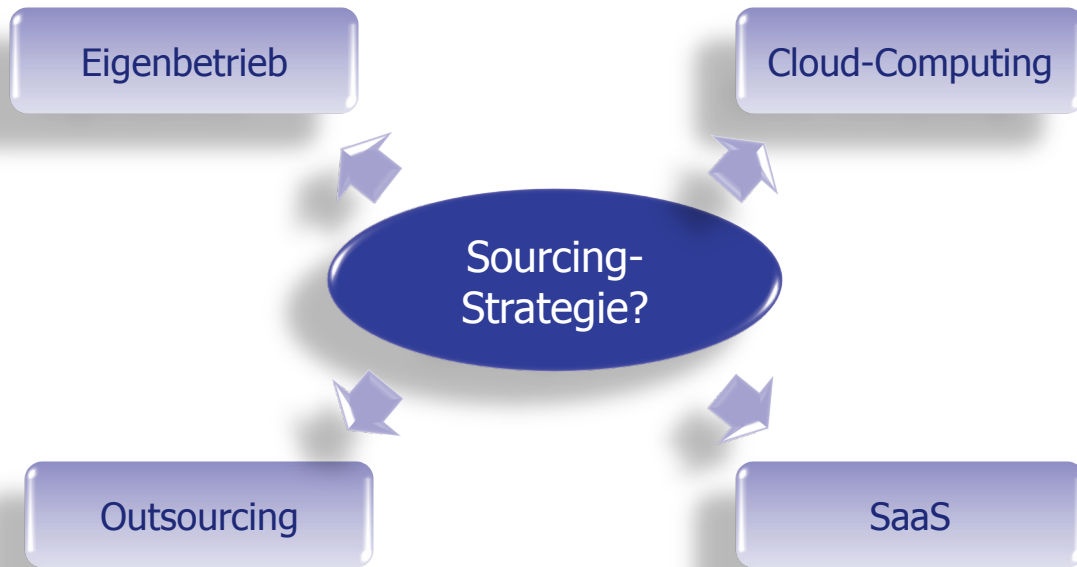 Eigenbetrieb
Cloud-Computing
Sourcing-
Strategie?
Outsourcing
SaaS